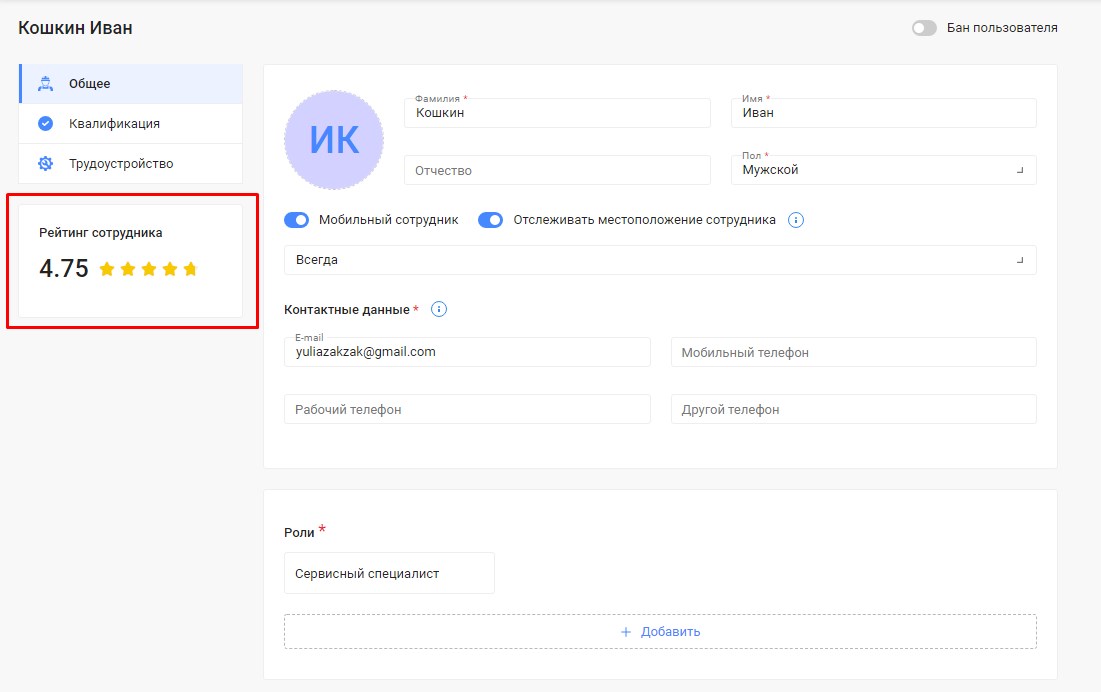 Кошкин Иван
Бан пользователя
Общее
Квалификация
Трудоустройство
Рейтинг сотрудника
4.75
ИК
Фамилия *
Кошкин
Имя *
Иван
Отчество
Пол *
Мужской
Мобильный сотрудник
Отслеживать местоположение сотрудника
Всегда
Контактные данные *
E-mail
yuliazakzak@gmail.com
Мобильный телефон
Рабочий телефон
Другой телефон
Роли *
Сервисный специалист
+ Добавить